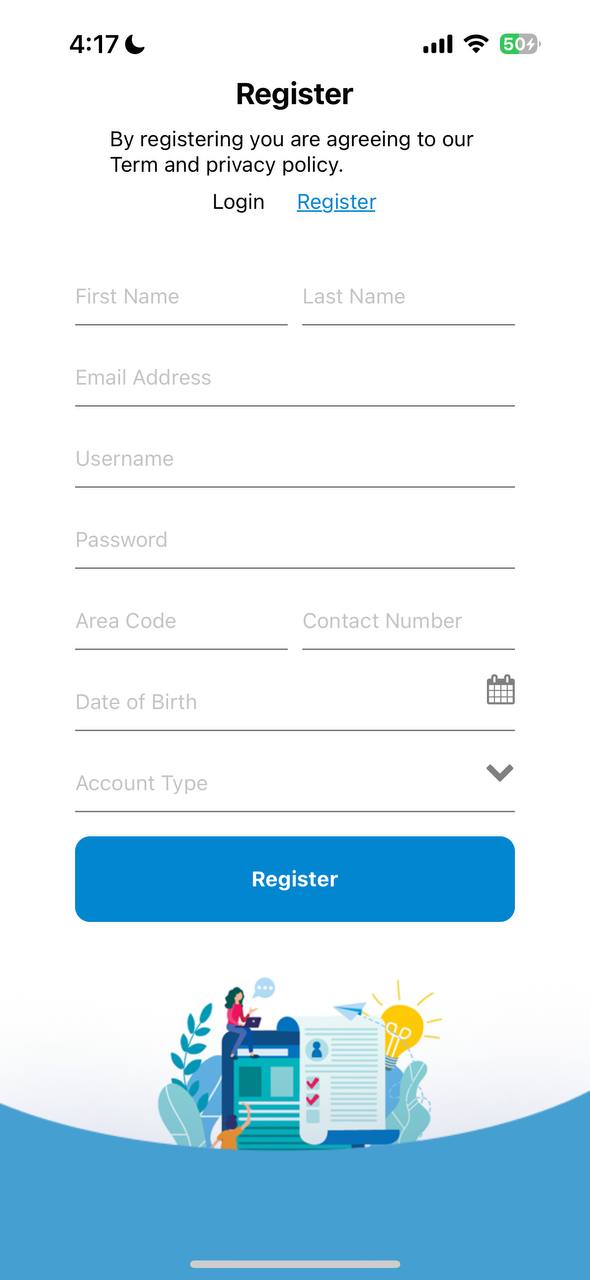 4:17
50
Register
By registering you are agreeing to our
Term and privacy policy.
Login Register
First Name Last Name
Email Address
Username
Password
Area Code Contact Number
Date of Birth
Account Type
Register